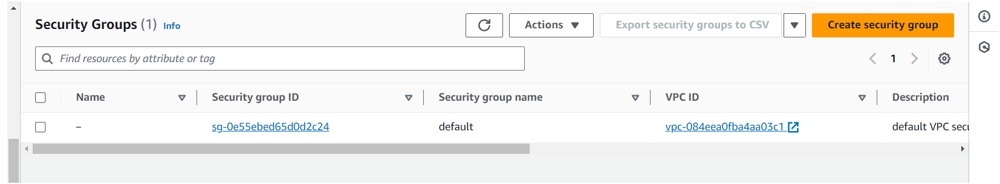 Security Groups (1) Info
Actions
Export security groups to CSV
Create security group
Find resources by attribute or tag
1
Name
Security group ID
Security group name
VPC ID
Description
–
sg-0e55ebed65d0d2c24
default
vpc-084eea0fba4aa03c1
default VPC secu